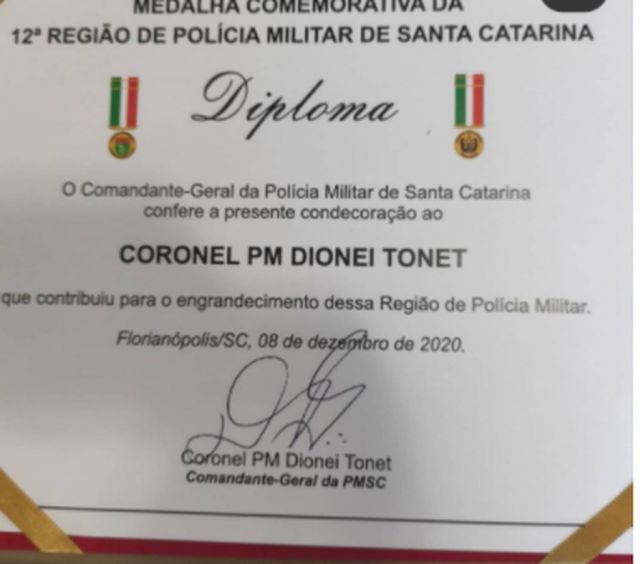 MEDALHA COMEMORATIVA DA
12ª REGIÃO DE POLÍCIA MILITAR DE SANTA CATARINA
Diploma
O Comandante-Geral da Polícia Militar de Santa Catarina
confere a presente condecoração ao
CORONEL PM DIONEI TONET
que contribuiu para o engrandecimento dessa Região de Polícia Militar.
Florianópolis/SC, 08 de dezembro de 2020.
Coronel PM Dionei Tonet
Comandante-Geral da PMSC